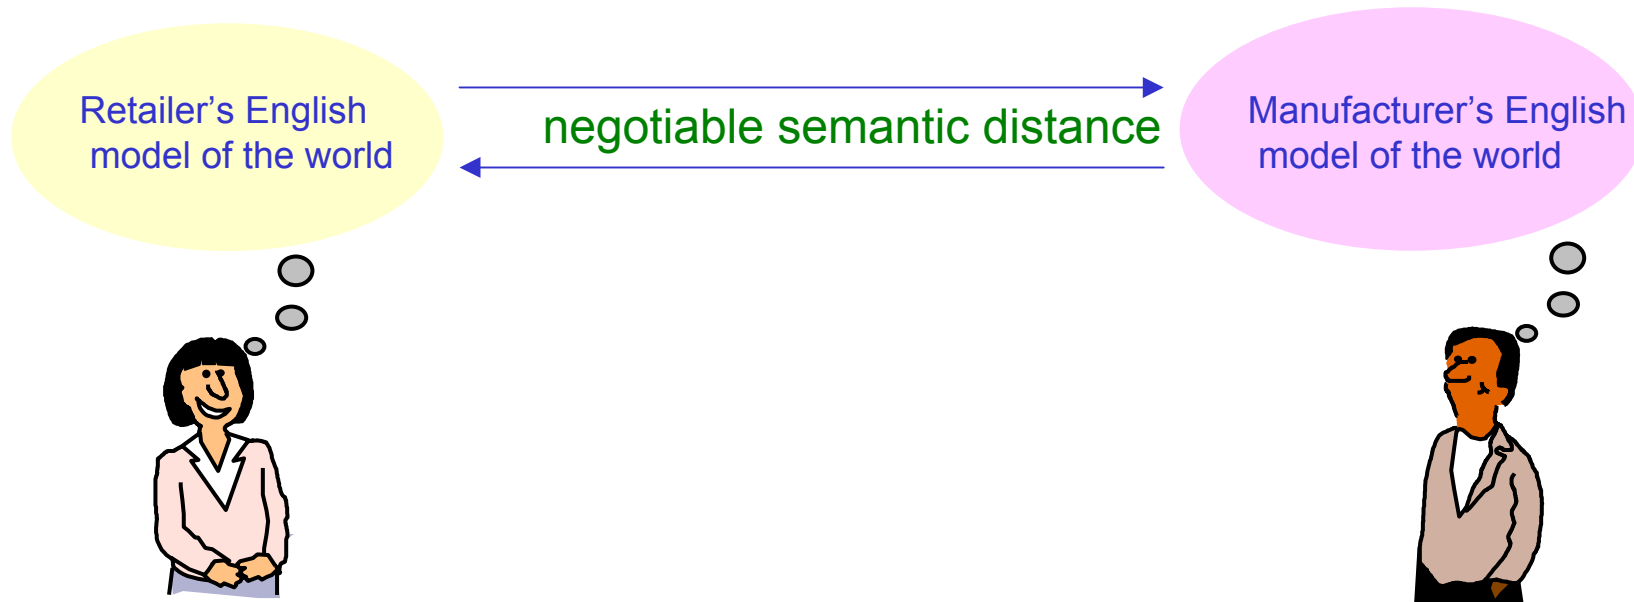 Retailer’s English
model of the world
negotiable semantic distance
Manufacturer’s English
model of the world